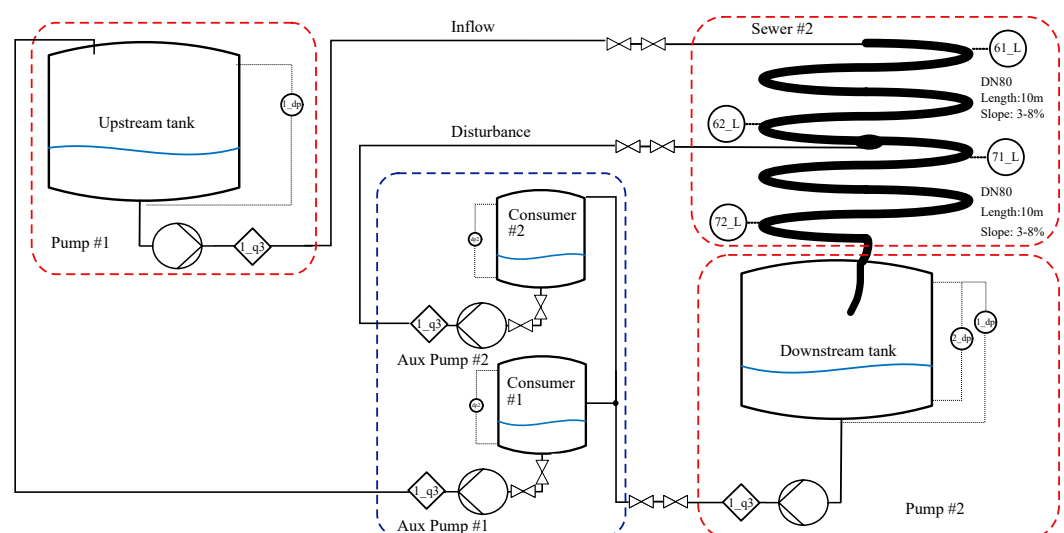 Inflow
Sewer #2
61_L
DN80
Length:10m
Slope: 3-8%
1_dp
Upstream tank
62_L
Disturbance
71_L
DN80
Length:10m
Slope: 3-8%
72_L
Pump #1
1_q3
Consumer
#2
dp2
1_q3
Aux Pump #2
Downstream tank
2_dp
1_dp
Consumer
#1
dp2
1_q3
Aux Pump #1
1_q3
Pump #2